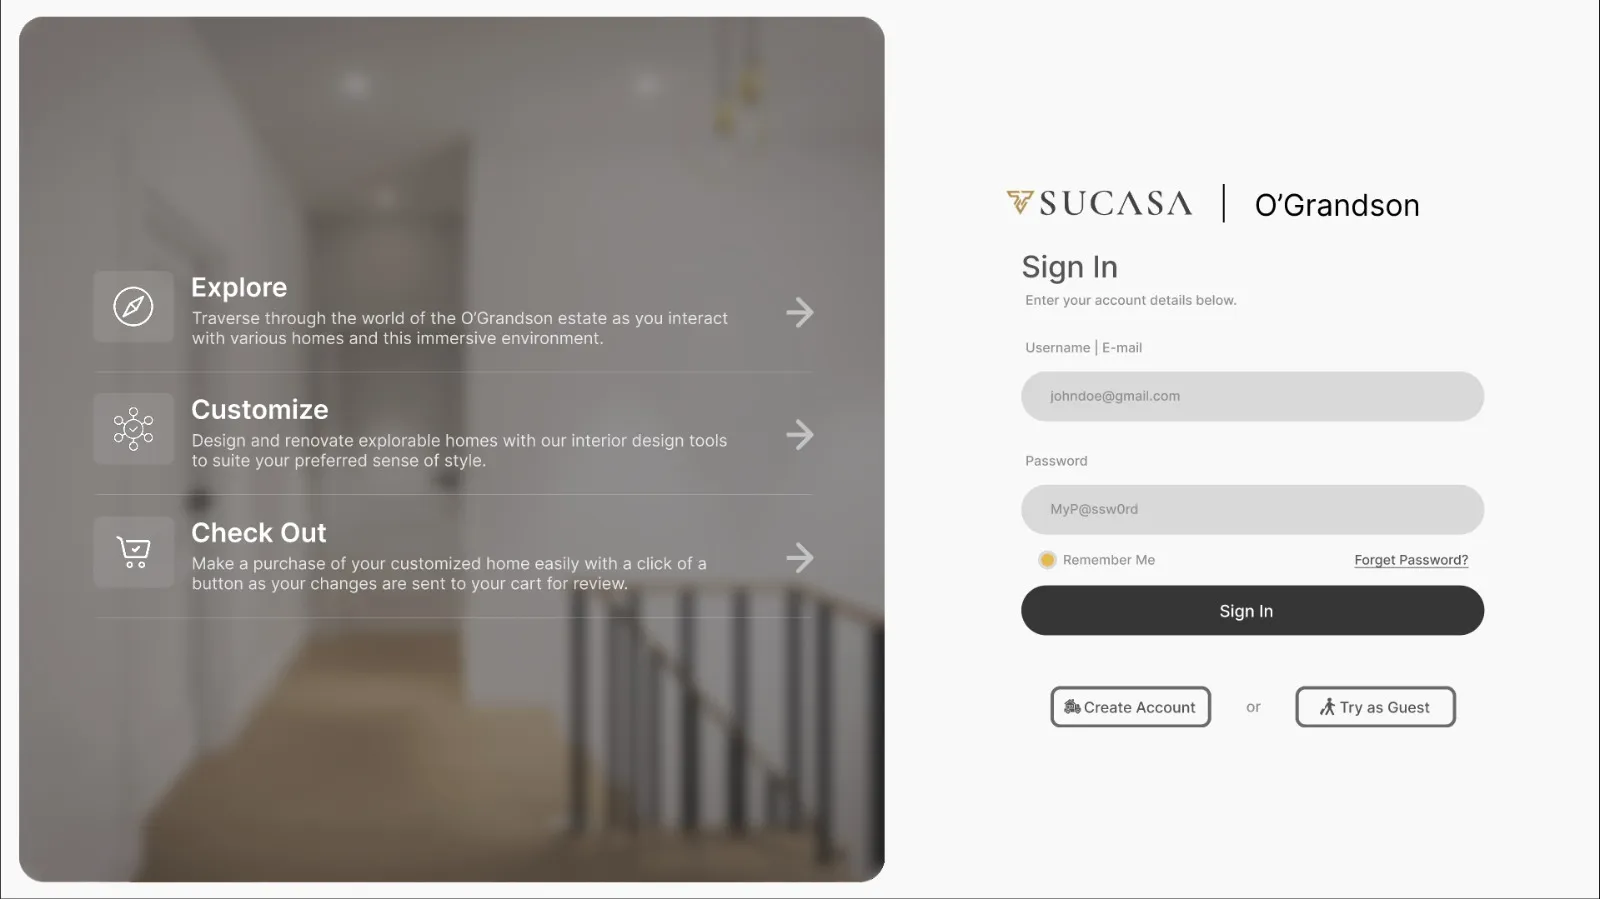 Explore
Traverse through the world of the O’Grandson estate as you interact
with various homes and this immersive environment.
Customize
Design and renovate explorable homes with our interior design tools
to suite your preferred sense of style.
Check Out
Make a purchase of your customized home easily with a click of a
button as your changes are sent to your cart for review.
SUCASA | O’Grandson
Sign In
Enter your account details below.
Username | E-mail
johndoe@gmail.com
Password
MyP@ssw0rd
Remember Me Forget Password?
Sign In
Create Account or Try as Guest